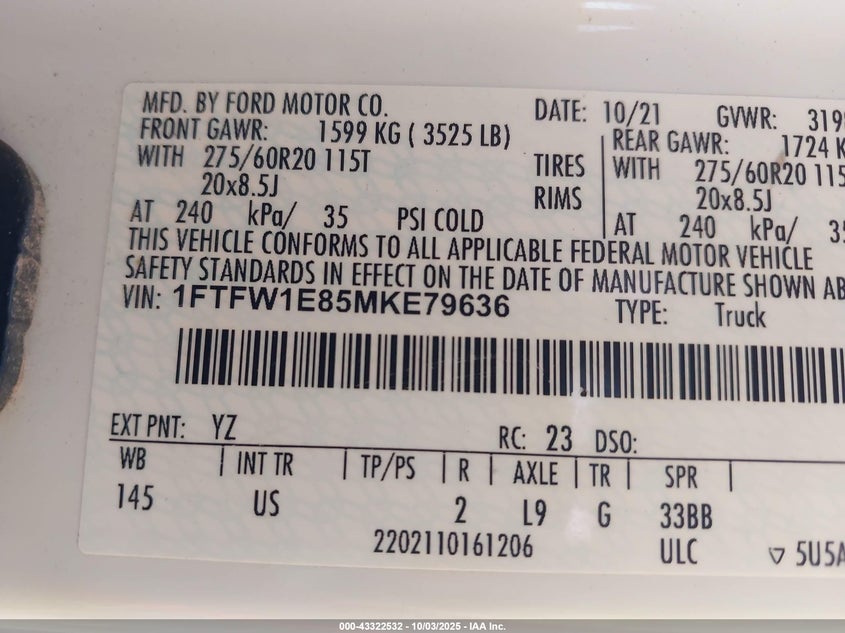 MFD. BY FORD MOTOR CO.
DATE: 10/21 GVWR: 319
FRONT GAWR: 1599 KG ( 3525 LB)
REAR GAWR: 1724 K
WITH 275/60R20 115T TIRES
WITH 275/60R20 115
20x8.5J RIMS
20x8.5J
AT 240 kPa/ 35 PSI COLD
AT 240 kPa/ 35
THIS VEHICLE CONFORMS TO ALL APPLICABLE FEDERAL MOTOR VEHICLE
SAFETY STANDARDS IN EFFECT ON THE DATE OF MANUFACTURE SHOWN AB
VIN: 1FTFW1E85MKE79636 TYPE: Truck
EXT PNT: YZ RC: 23 DSO:
WB | INT TR | TP/PS | R | AXLE | TR | SPR |
145 US 2 L9 G 33BB
2202110161206 ULC ▽ 5U5A
000-43322532 - 10/03/2025 - IAA Inc.